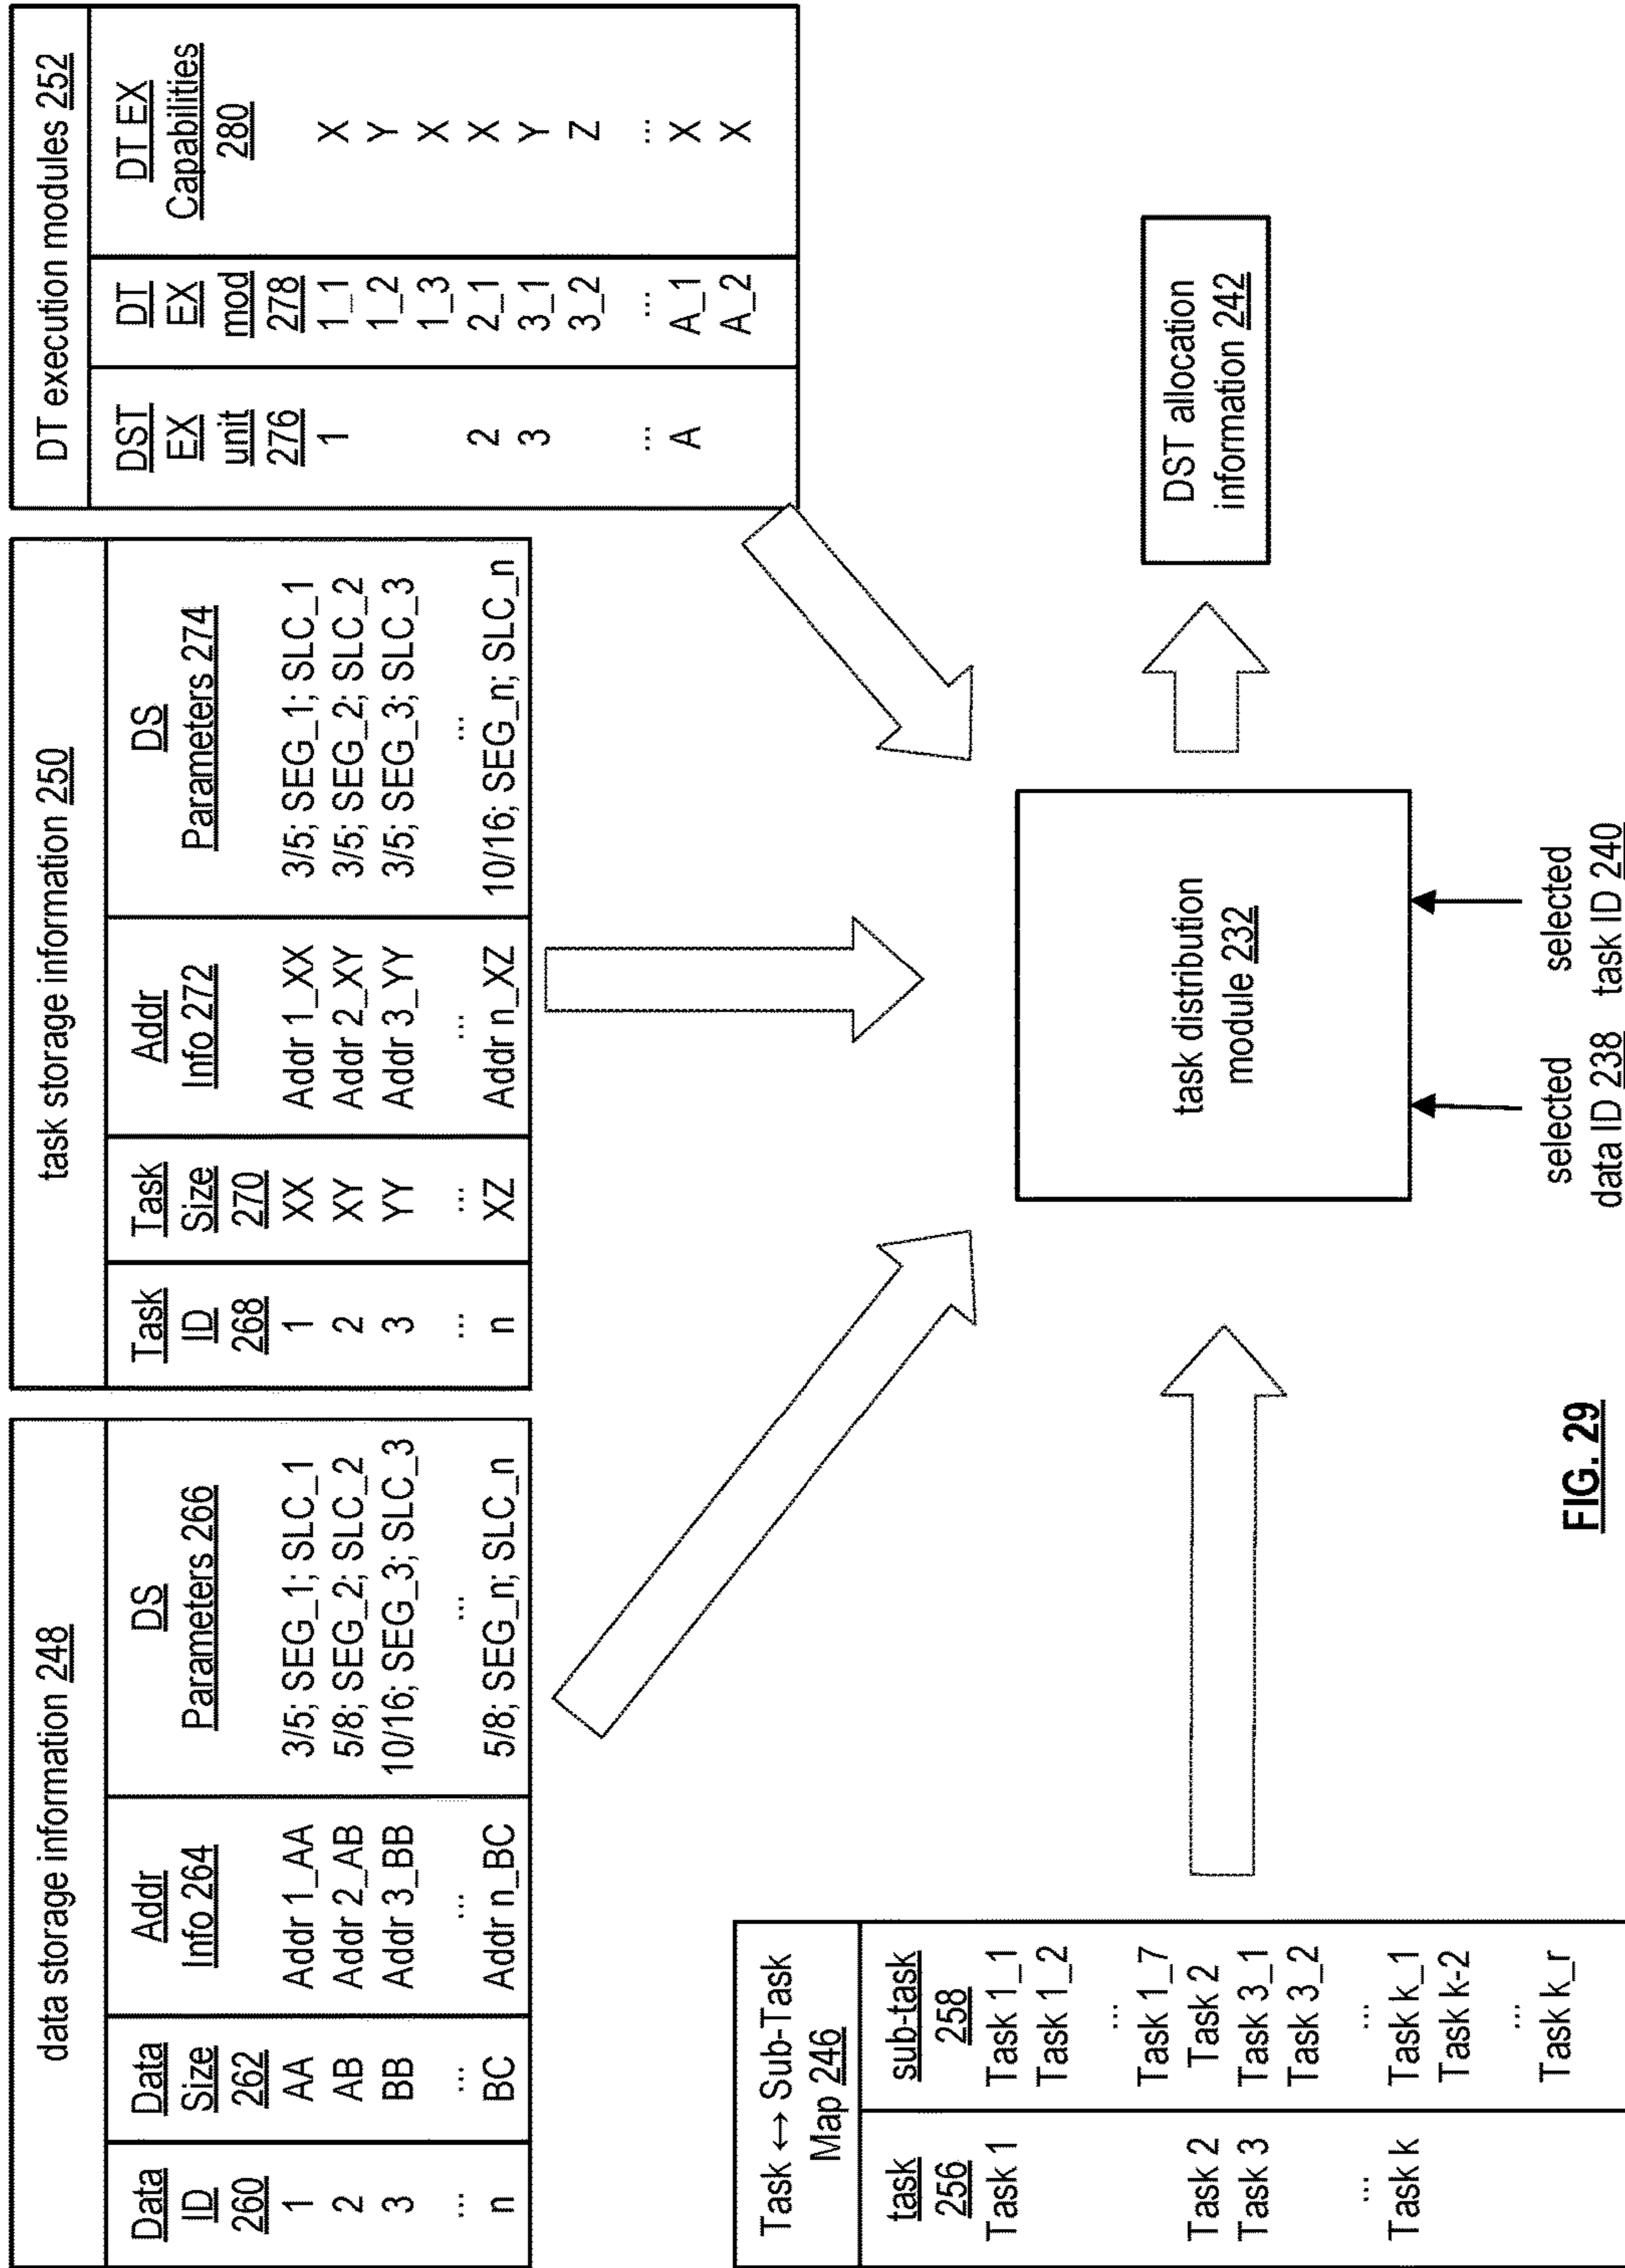 data storage information 248
Data ID 260 Data Size 262 Addr Info 264 DS Parameters 266
1 AA Addr 1_AA 3/5; SEG_1; SLC_1
2 AB Addr 2_AB 5/8; SEG_2; SLC_2
3 BB Addr 3_BB 10/16; SEG_3; SLC_3
... ... ... ...
n BC Addr n_BC 5/8; SEG_n; SLC_n
task storage information 250
Task ID 268 Task Size 270 Addr Info 272 DS Parameters 274
1 XX Addr 1_XX 3/5; SEG_1; SLC_1
2 XY Addr 2_XY 3/5; SEG_2; SLC_2
3 YY Addr 3_YY 3/5; SEG_3; SLC_3
... ... ... ...
n XZ Addr n_XZ 10/16; SEG_n; SLC_n
DT execution modules 252
DST EX unit 276 DT EX mod 278 DT EX Capabilities 280
1 1_1 X
1_2 Y
1_3 X
2 2_1 X
3 3_1 Y
3_2 Z
... ... ...
A A_1 X
A_2 X
Task ↔ Sub-Task
Map 246
task 256 sub-task 258
Task 1 Task 1_1
Task 1_2
...
Task 1_7
Task 2 Task 2
Task 3 Task 3_1
Task 3_2
... ...
Task k Task k_1
Task k-2
...
Task k_r
task distribution
module 232
DST allocation
information 242
selected
data ID 238
selected
task ID 240
FIG. 29